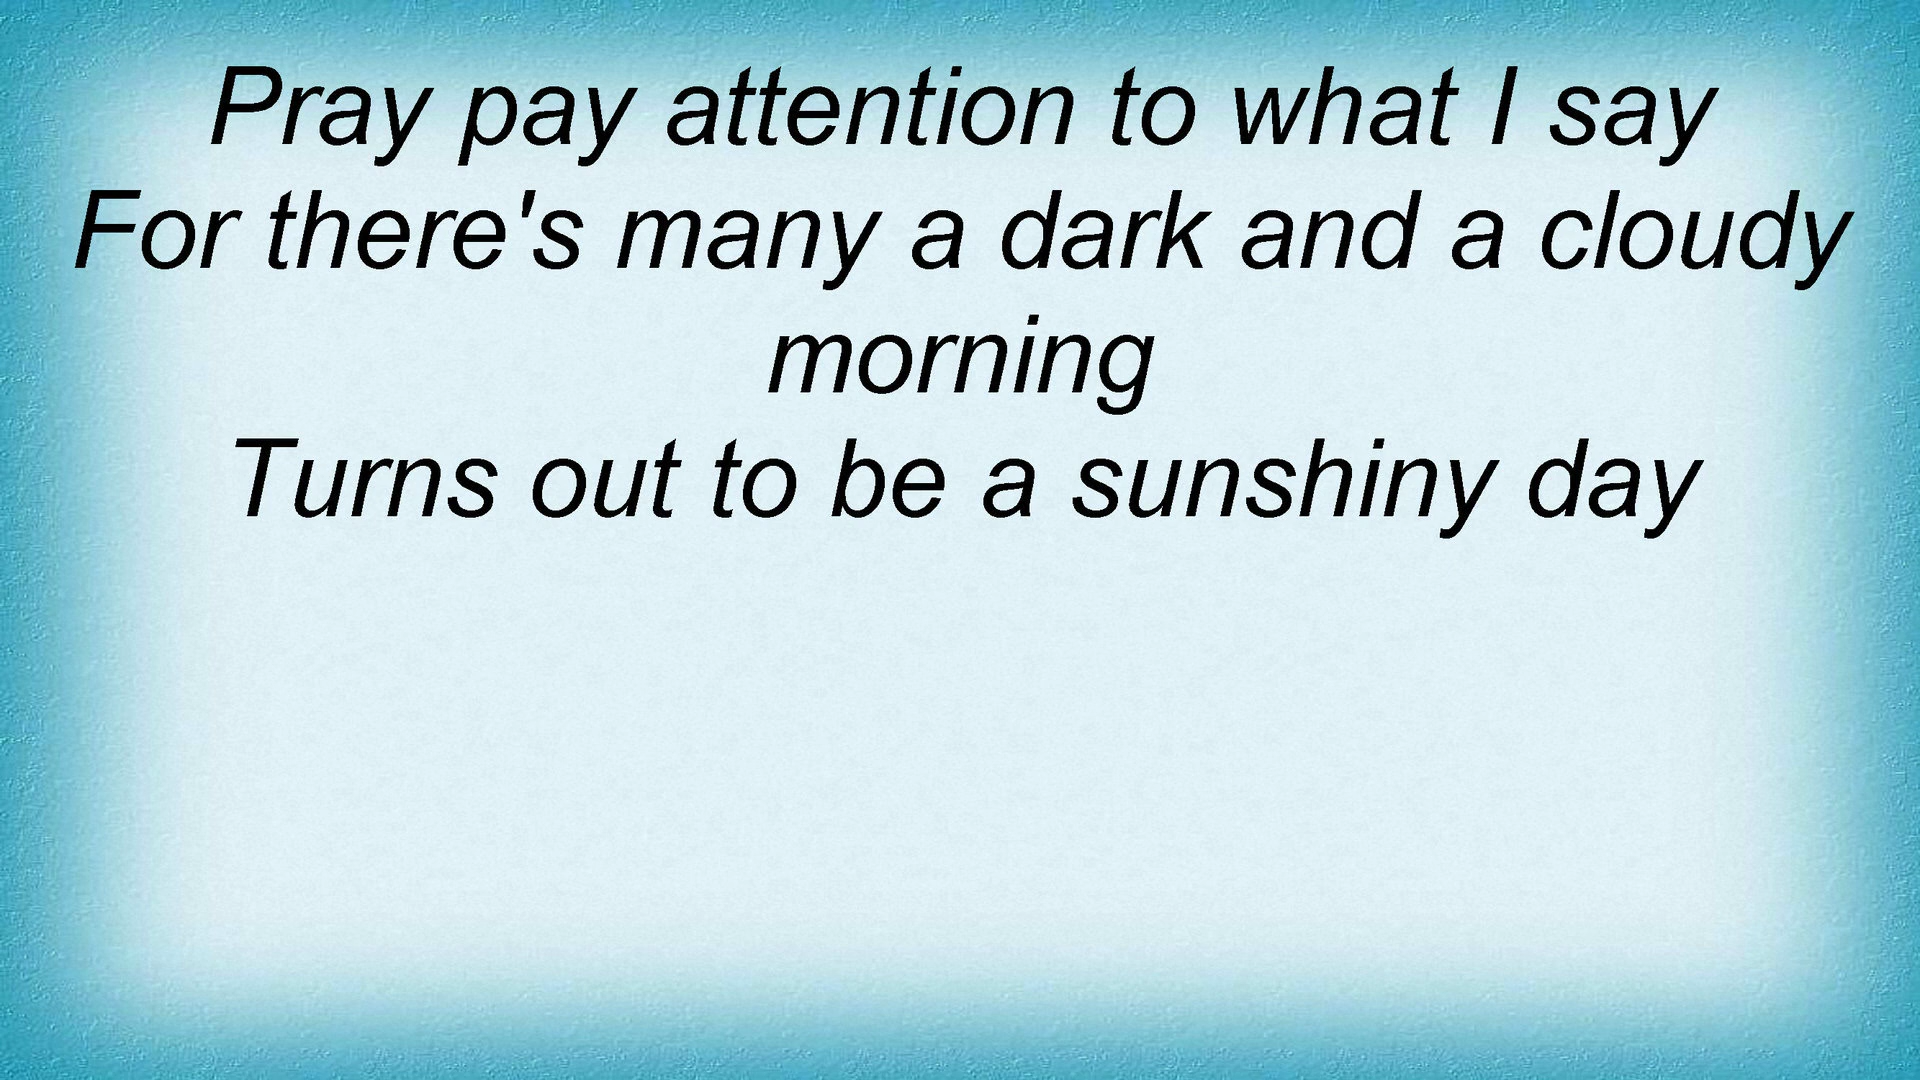 Pray pay attention to what I say
For there's many a dark and a cloudy
morning
Turns out to be a sunshiny day